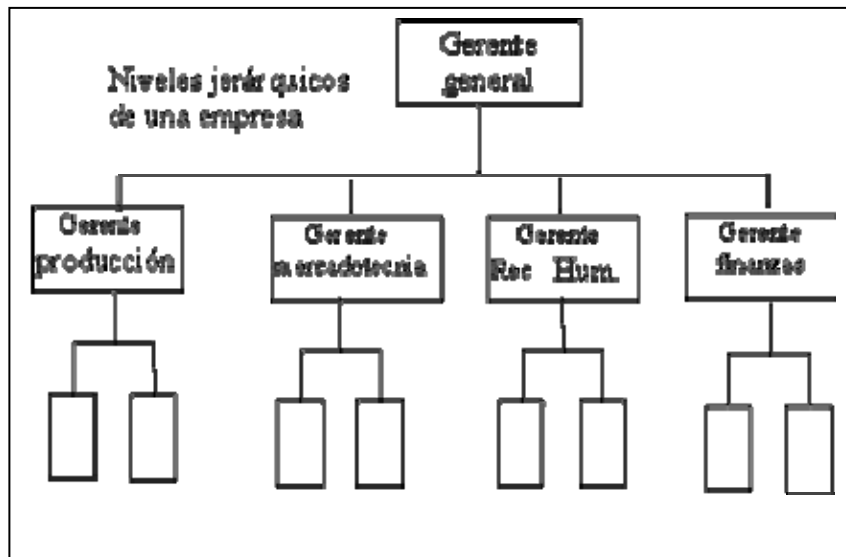 Gerente
general
Niveles jerárquicos
de una empresa
Gerente
producción
Gerente
mercadotecnia
Gerente
Rec Hum.
Gerente
finanzas